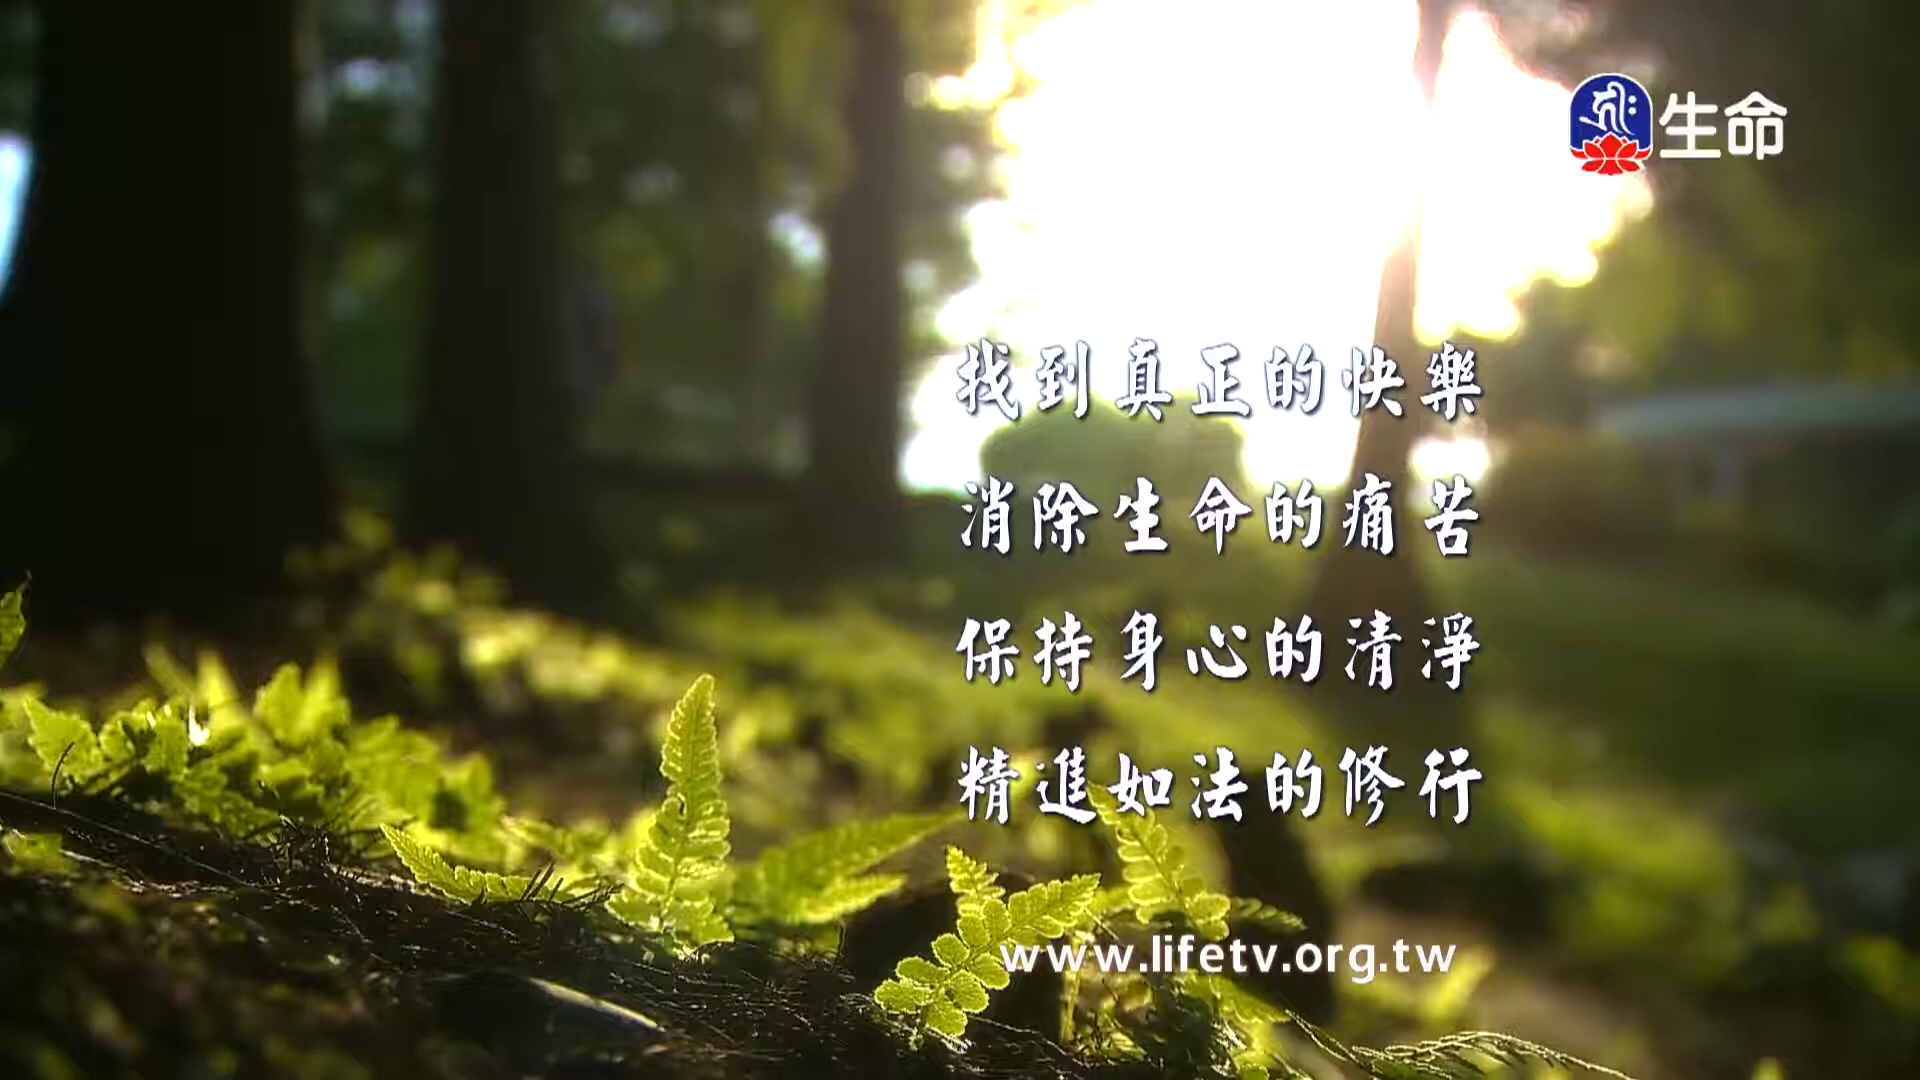 生命
找到真正的快樂
消除生命的痛苦
保持身心的清淨
精進如法的修行
www.lifetv.org.tw